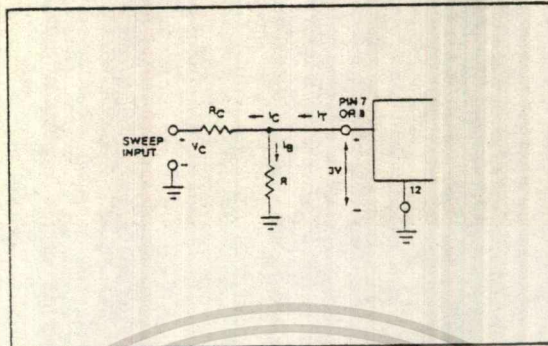 PIN 7
OR 8
RC
IC
IT
SWEEP
INPUT
+
VC
-
IB
R
+
3V
-
12